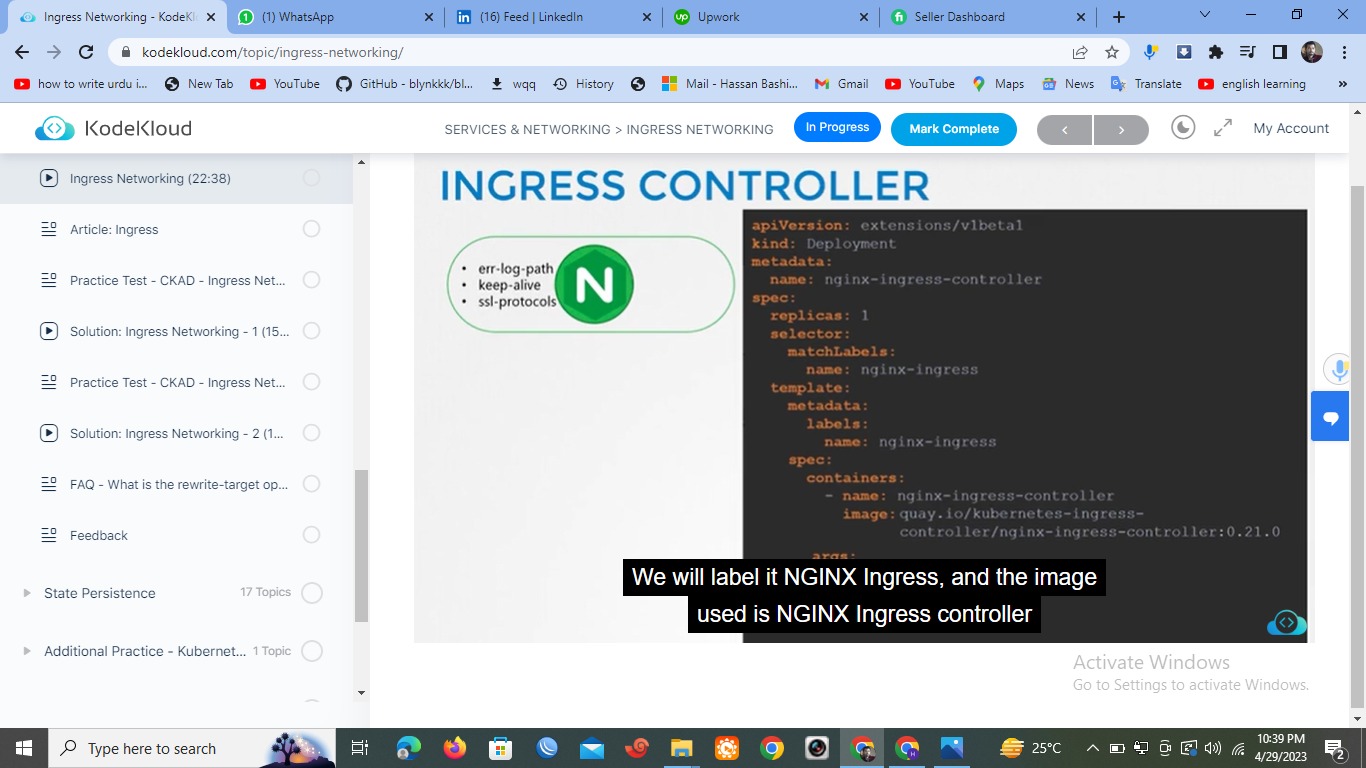 Ingress Networking - KodeKl
(1) WhatsApp
(16) Feed | LinkedIn
Upwork
Seller Dashboard
kodekloud.com/topic/ingress-networking/
how to write urdu i...
New Tab
YouTube
GitHub - blynkkk/bl...
wqq
History
Mail - Hassan Bashi...
Gmail
YouTube
Maps
News
Translate
english learning
KodeKloud
SERVICES & NETWORKING > INGRESS NETWORKING
In Progress
Mark Complete
My Account
Ingress Networking (22:38)
Article: Ingress
Practice Test - CKAD - Ingress Net...
Solution: Ingress Networking - 1 (15...
Practice Test - CKAD - Ingress Net...
Solution: Ingress Networking - 2 (1...
FAQ - What is the rewrite-target op...
Feedback
State Persistence
17 Topics
Additional Practice - Kubernet...
1 Topic
INGRESS CONTROLLER
• err-log-path
• keep-alive
• ssl-protocols
N
apiVersion: extensions/v1beta1
kind: Deployment
metadata:
name: nginx-ingress-controller
spec:
replicas: 1
selector:
matchLabels:
name: nginx-ingress
template:
metadata:
labels:
name: nginx-ingress
spec:
containers:
- name: nginx-ingress-controller
image: quay.io/kubernetes-ingress-
controller/nginx-ingress-controller:0.21.0
args:
We will label it NGINX Ingress, and the image
used is NGINX Ingress controller
Activate Windows
Go to Settings to activate Windows.
Type here to search
25°C
10:39 PM
4/29/2023
2